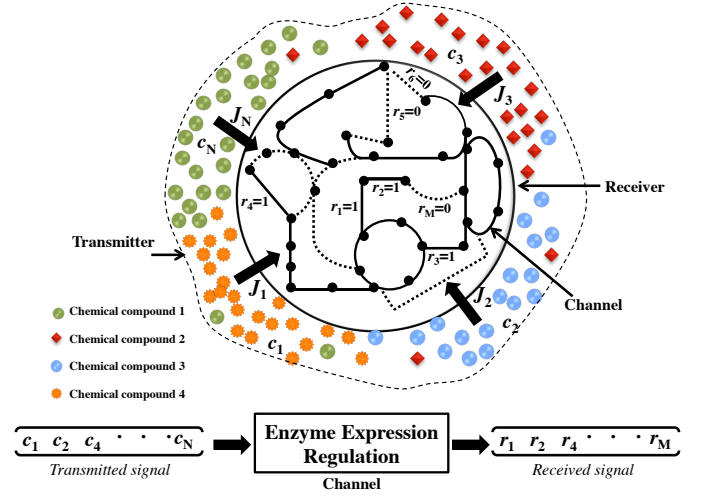 c3
r6=0
J3
r5=0
JN
cN
r2=1
r4=1
r1=1
rM=0
r3=1
Receiver
Transmitter
J1
J2
Channel
c2
c1
Chemical compound 1
Chemical compound 2
Chemical compound 3
Chemical compound 4
c1 c2 c4 · · · cN
Enzyme Expression
Regulation
r1 r2 r4 · · · rM
Transmitted signal
Channel
Received signal